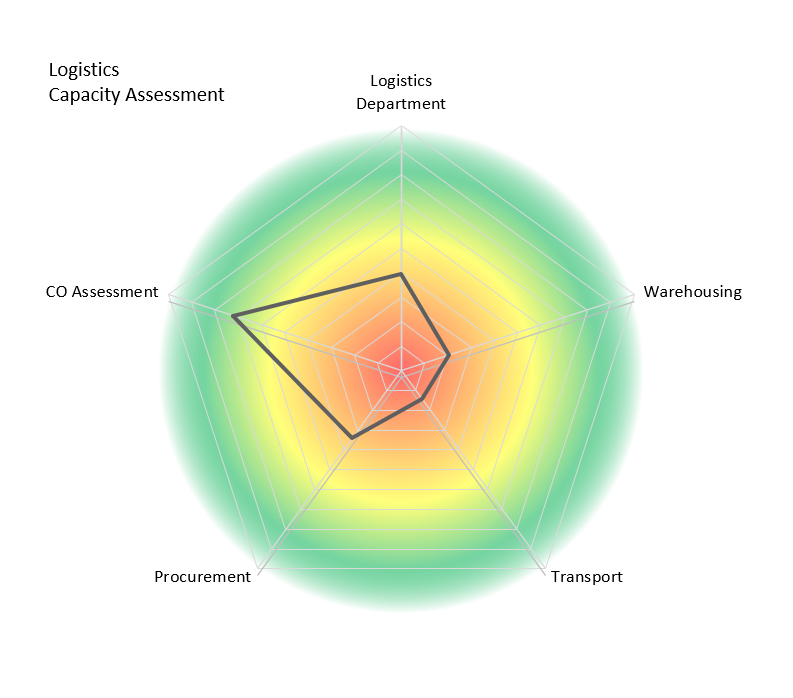 Logistics
Capacity Assessment
Logistics
Department
CO Assessment
Warehousing
Procurement
Transport